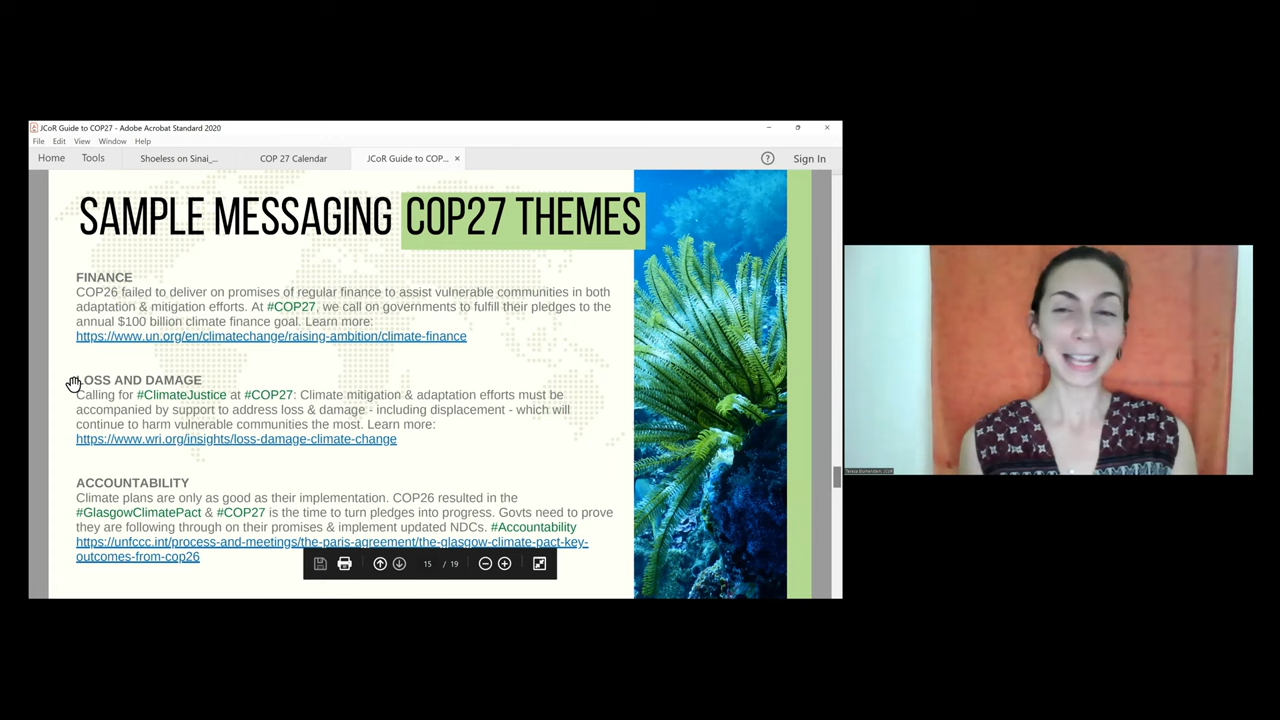 JCoR Guide to COP27 - Adobe Acrobat Standard 2020
File Edit View Window Help
Home Tools Shoeless on Sinai_... COP 27 Calendar JCoR Guide to COP... × ? Sign In
SAMPLE MESSAGING COP27 THEMES
FINANCE
COP26 failed to deliver on promises of regular finance to assist vulnerable communities in both
adaptation & mitigation efforts. At #COP27, we call on governments to fulfill their pledges to the
annual $100 billion climate finance goal. Learn more:
https://www.un.org/en/climatechange/raising-ambition/climate-finance
LOSS AND DAMAGE
Calling for #ClimateJustice at #COP27: Climate mitigation & adaptation efforts must be
accompanied by support to address loss & damage - including displacement - which will
continue to harm vulnerable communities the most. Learn more:
https://www.wri.org/insights/loss-damage-climate-change
ACCOUNTABILITY
Climate plans are only as good as their implementation. COP26 resulted in the
#GlasgowClimatePact & #COP27 is the time to turn pledges into progress. Govts need to prove
they are following through on their promises & implement updated NDCs. #Accountability
https://unfccc.int/process-and-meetings/the-paris-agreement/the-glasgow-climate-pact-key-
outcomes-from-cop26
15 / 19